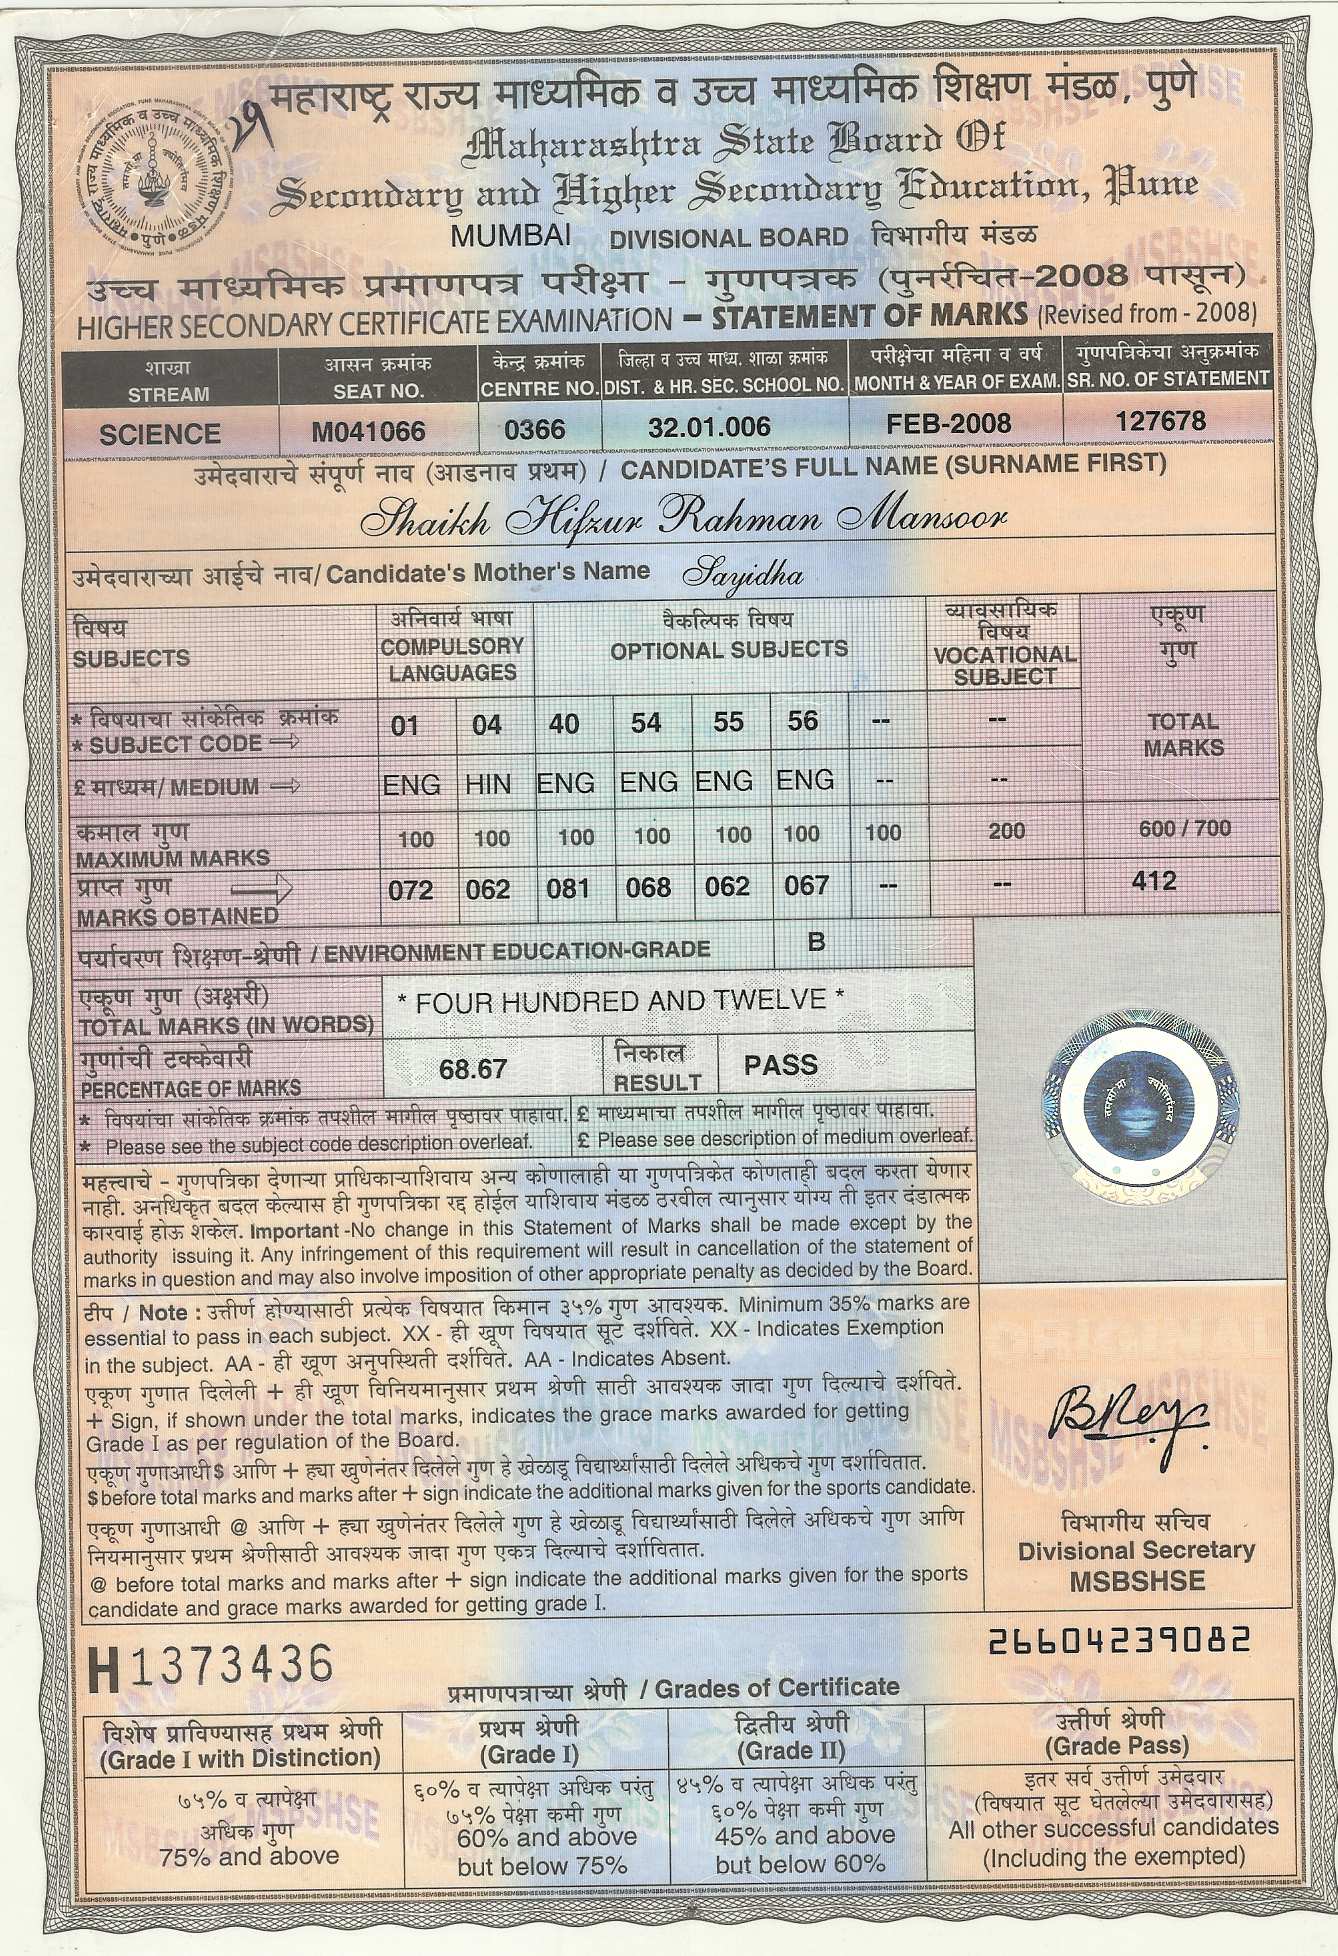 महाराष्ट्र राज्य माध्यमिक व उच्च माध्यमिक शिक्षण मंडळ, पुणे
Maharashtra State Board Of
Secondary and Higher Secondary Education, Pune
MUMBAI DIVISIONAL BOARD विभागीय मंडळ
उच्च माध्यमिक प्रमाणपत्र परीक्षा - गुणपत्रक (पुनर्रचित-2008 पासून)
HIGHER SECONDARY CERTIFICATE EXAMINATION – STATEMENT OF MARKS (Revised from - 2008)
शाखा आसन क्रमांक केन्द्र क्रमांक जिल्हा व उच्च माध्य. शाळा क्रमांक परीक्षेचा महिना व वर्ष गुणपत्रिकेचा अनुक्रमांक
STREAM SEAT NO. CENTRE NO. DIST. & HR. SEC. SCHOOL NO. MONTH & YEAR OF EXAM. SR. NO. OF STATEMENT
SCIENCE M041066 0366 32.01.006 FEB-2008 127678
उमेदवाराचे संपूर्ण नाव (आडनाव प्रथम) / CANDIDATE'S FULL NAME (SURNAME FIRST)
Shaikh Hifzur Rahman Mansoor
उमेदवाराच्या आईचे नाव/ Candidate's Mother's Name Sayidha
विषय
SUBJECTS
अनिवार्य भाषा
COMPULSORY
LANGUAGES
वैकल्पिक विषय
OPTIONAL SUBJECTS
व्यावसायिक
विषय
VOCATIONAL
SUBJECT
एकूण
गुण
TOTAL
MARKS
* विषयाचा सांकेतिक क्रमांक
* SUBJECT CODE 01 04 40 54 55 56 -- --
£ माध्यम/ MEDIUM ENG HIN ENG ENG ENG ENG -- --
कमाल गुण
MAXIMUM MARKS 100 100 100 100 100 100 100 200 600 / 700
प्राप्त गुण
MARKS OBTAINED 072 062 081 068 062 067 -- -- 412
पर्यावरण शिक्षण-श्रेणी / ENVIRONMENT EDUCATION-GRADE B
एकूण गुण (अक्षरी)
TOTAL MARKS (IN WORDS) * FOUR HUNDRED AND TWELVE *
गुणांची टक्केवारी
PERCENTAGE OF MARKS 68.67
निकाल
RESULT PASS
* विषयांचा सांकेतिक क्रमांक तपशील मागील पृष्ठावर पाहावा. £ माध्यमाचा तपशील मागील पृष्ठावर पाहावा.
* Please see the subject code description overleaf. £ Please see description of medium overleaf.
महत्त्वाचे - गुणपत्रिका देणाऱ्या प्राधिकाऱ्याशिवाय अन्य कोणालाही या गुणपत्रिकेत कोणताही बदल करता येणार
नाही. अनधिकृत बदल केल्यास ही गुणपत्रिका रद्द होईल याशिवाय मंडळ ठरवील त्यानुसार योग्य ती इतर दंडात्मक
कारवाई होऊ शकेल. Important -No change in this Statement of Marks shall be made except by the
authority issuing it. Any infringement of this requirement will result in cancellation of the statement of
marks in question and may also involve imposition of other appropriate penalty as decided by the Board.
टीप / Note : उत्तीर्ण होण्यासाठी प्रत्येक विषयात किमान ३५% गुण आवश्यक. Minimum 35% marks are
essential to pass in each subject. XX - ही खूण विषयात सूट दर्शविते. XX - Indicates Exemption
in the subject. AA - ही खूण अनुपस्थिती दर्शविते. AA - Indicates Absent.
एकूण गुणात दिलेली + ही खूण विनियमानुसार प्रथम श्रेणी साठी आवश्यक जादा गुण दिल्याचे दर्शविते.
+ Sign, if shown under the total marks, indicates the grace marks awarded for getting
Grade I as per regulation of the Board.
एकूण गुणाआधी $ आणि + ह्या खुणेनंतर दिलेले गुण हे खेळाडू विद्यार्थ्यांसाठी दिलेले अधिकचे गुण दर्शवितात.
$ before total marks and marks after + sign indicate the additional marks given for the sports candidate.
एकूण गुणाआधी @ आणि + ह्या खुणेनंतर दिलेले गुण हे खेळाडू विद्यार्थ्यांसाठी दिलेले अधिकचे गुण आणि
नियमानुसार प्रथम श्रेणीसाठी आवश्यक जादा गुण एकत्र दिल्याचे दर्शवितात.
@ before total marks and marks after + sign indicate the additional marks given for the sports
candidate and grace marks awarded for getting grade I.
विभागीय सचिव
Divisional Secretary
MSBSHSE
H 1373436
26604239082
प्रमाणपत्राच्या श्रेणी / Grades of Certificate
विशेष प्राविण्यासह प्रथम श्रेणी
(Grade I with Distinction)
प्रथम श्रेणी
(Grade I)
द्वितीय श्रेणी
(Grade II)
उत्तीर्ण श्रेणी
(Grade Pass)
७५% व त्यापेक्षा
अधिक गुण
75% and above
६०% व त्यापेक्षा अधिक परंतु
७५% पेक्षा कमी गुण
60% and above
but below 75%
४५% व त्यापेक्षा अधिक परंतु
६०% पेक्षा कमी गुण
45% and above
but below 60%
इतर सर्व उत्तीर्ण उमेदवार
(विषयात सूट घेतलेल्या उमेदवारासह)
All other successful candidates
(Including the exempted)